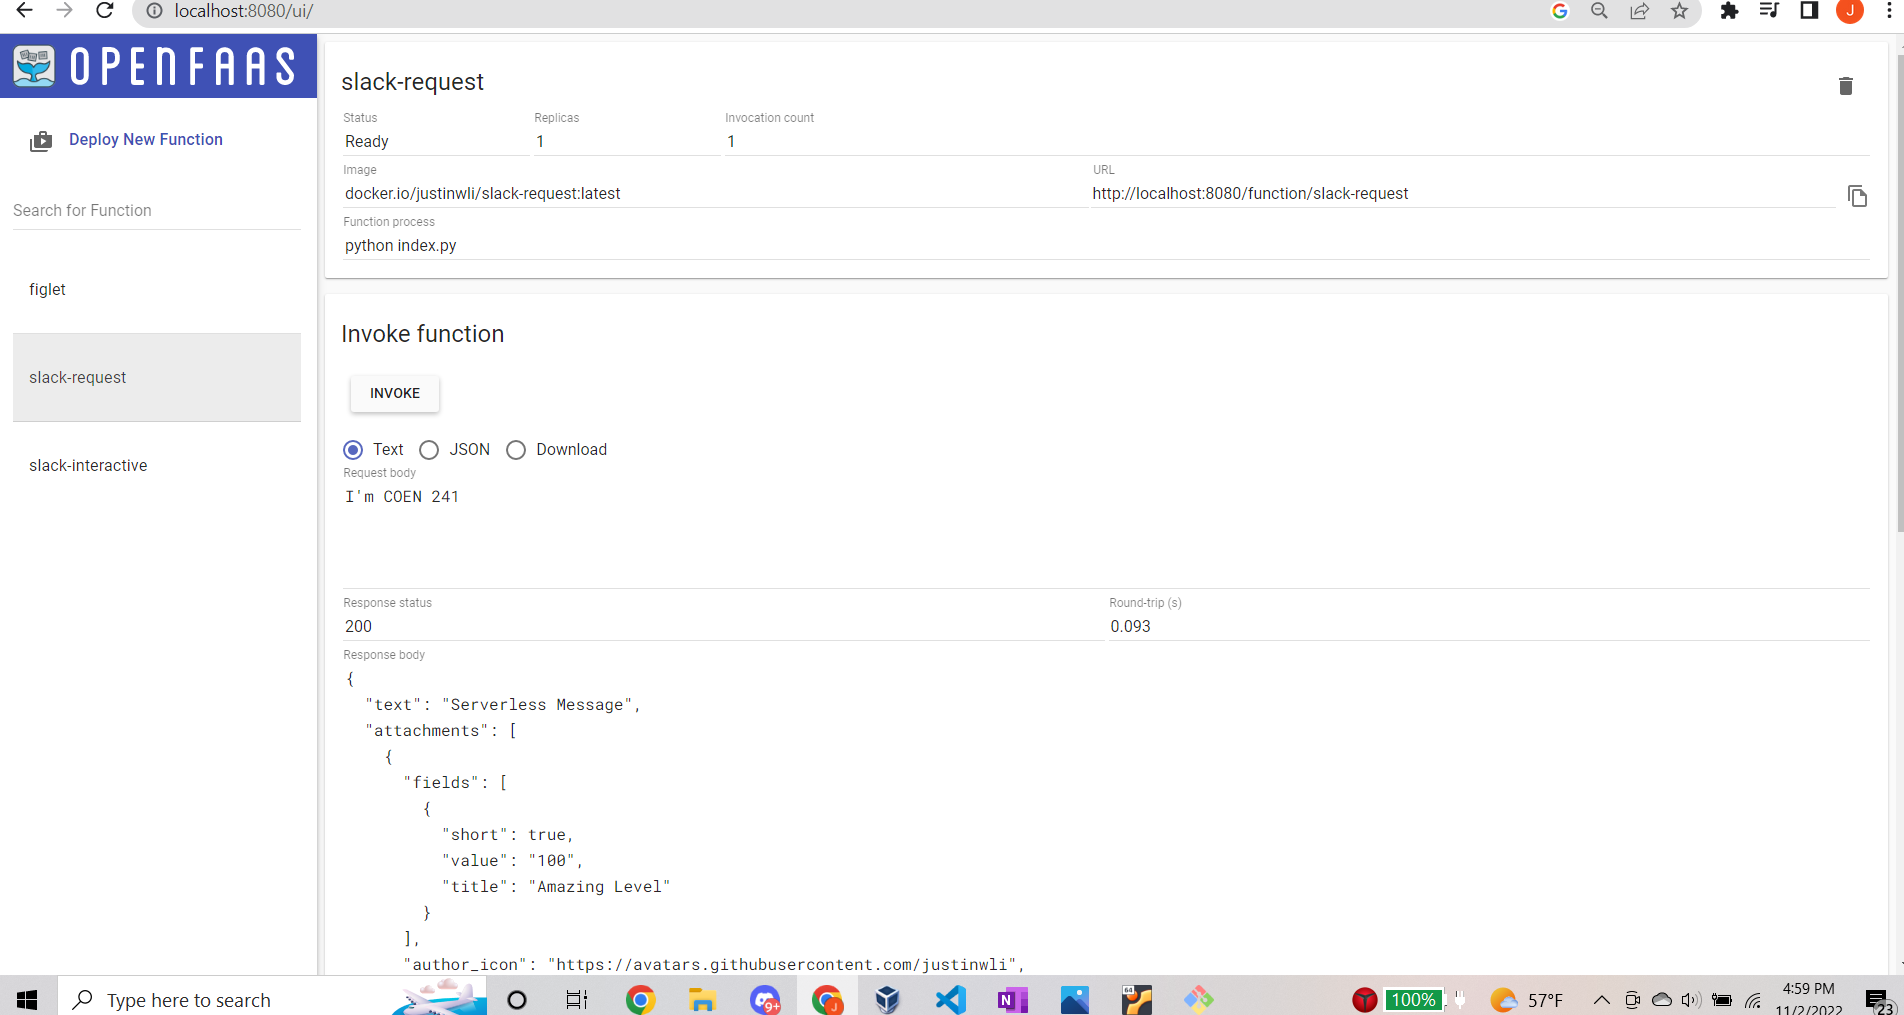 localhost:8080/ui/
J
OPENFAAS
Deploy New Function
Search for Function
figlet
slack-request
slack-interactive
slack-request
Status Replicas Invocation count
Ready 1 1
Image URL
docker.io/justinwli/slack-request:latest http://localhost:8080/function/slack-request
Function process
python index.py
Invoke function
INVOKE
Text JSON Download
Request body
I'm COEN 241
Response status Round-trip (s)
200 0.093
Response body
{
"text": "Serverless Message",
"attachments": [
{
"fields": [
{
"short": true,
"value": "100",
"title": "Amazing Level"
}
],
"author_icon": "https://avatars.githubusercontent.com/justinwli",
Type here to search
9+
J
N
64
100%
57°F
4:59 PM
11/2/2022
23